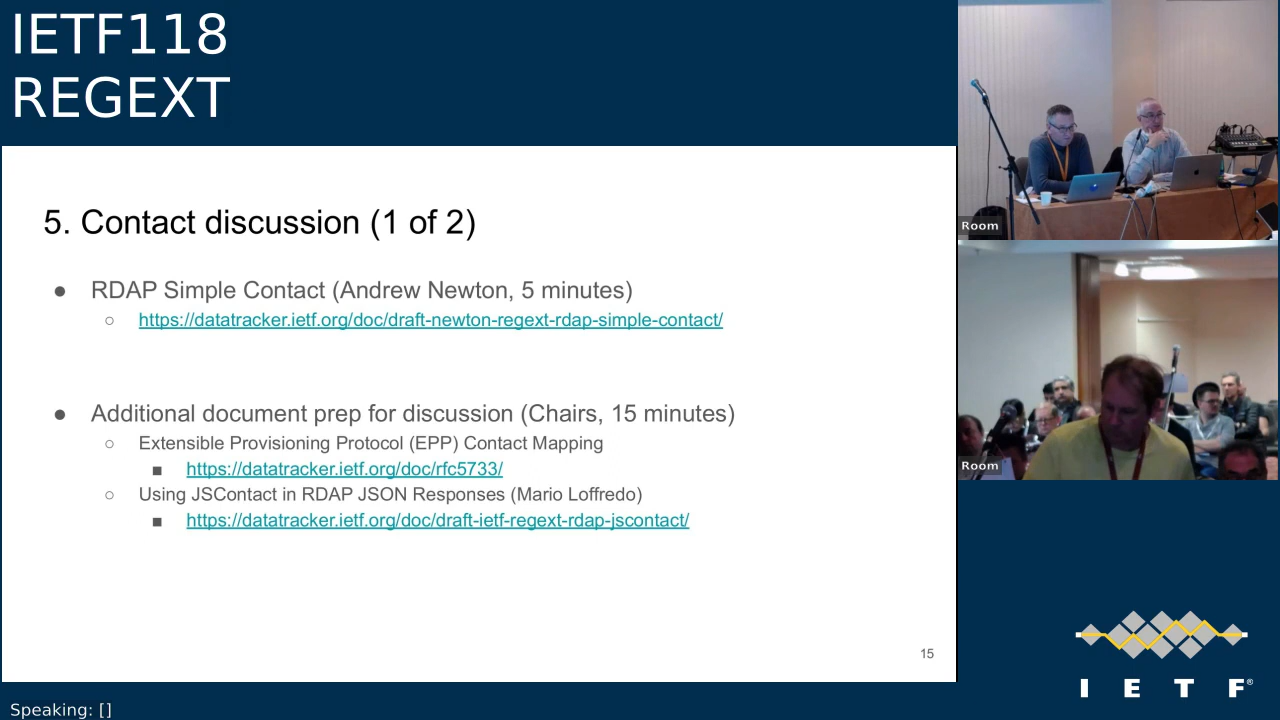 IETF118
REGEXT
5. Contact discussion (1 of 2)
● RDAP Simple Contact (Andrew Newton, 5 minutes)
○ https://datatracker.ietf.org/doc/draft-newton-regext-rdap-simple-contact/
● Additional document prep for discussion (Chairs, 15 minutes)
○ Extensible Provisioning Protocol (EPP) Contact Mapping
■ https://datatracker.ietf.org/doc/rfc5733/
○ Using JSContact in RDAP JSON Responses (Mario Loffredo)
■ https://datatracker.ietf.org/doc/draft-ietf-regext-rdap-jscontact/
15
Room
Room
I E T F®
Speaking: []